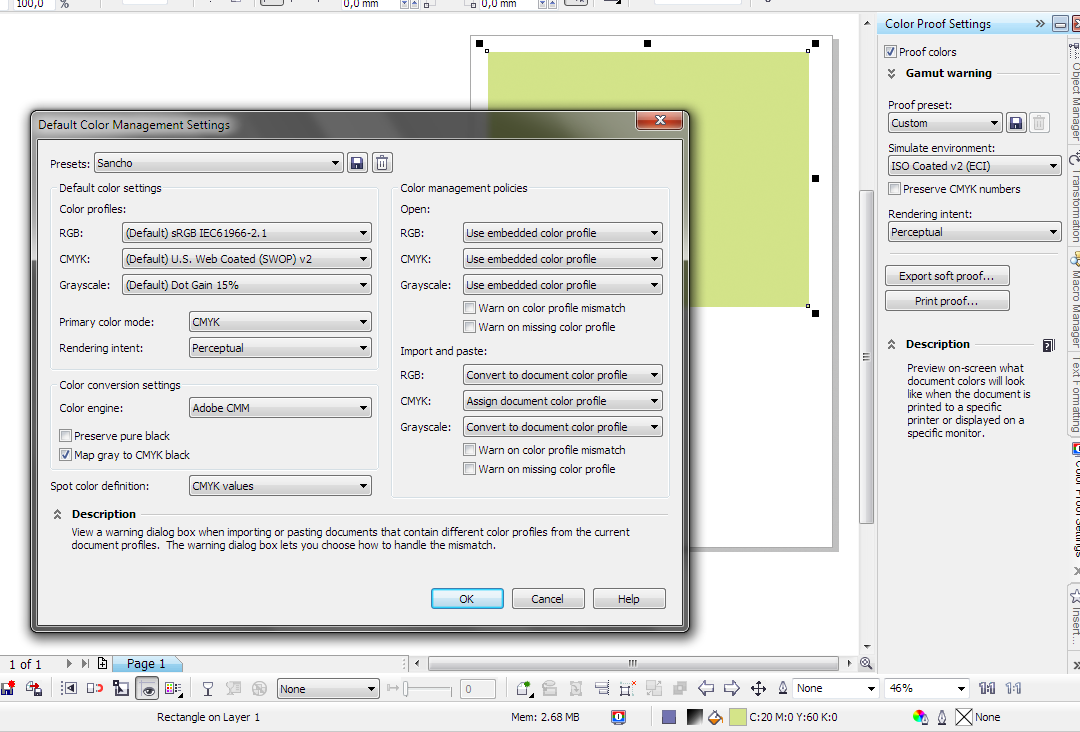 100,0 %
0,0 mm
0,0 mm
Color Proof Settings
Proof colors
Gamut warning
Proof preset:
Custom
Simulate environment:
ISO Coated v2 (ECI)
Preserve CMYK numbers
Rendering intent:
Perceptual
Export soft proof...
Print proof...
Description
Preview on-screen what
document colors will look
like when the document is
printed to a specific
printer or displayed on a
specific monitor.
Object Manager
Transformation
Macro Manager
Text Formatting
Color Proof Settings
Insert...
Default Color Management Settings
Presets: Sancho
Default color settings
Color profiles:
RGB: (Default) sRGB IEC61966-2.1
CMYK: (Default) U.S. Web Coated (SWOP) v2
Grayscale: (Default) Dot Gain 15%
Primary color mode: CMYK
Rendering intent: Perceptual
Color conversion settings
Color engine: Adobe CMM
Preserve pure black
Map gray to CMYK black
Spot color definition: CMYK values
Color management policies
Open:
RGB: Use embedded color profile
CMYK: Use embedded color profile
Grayscale: Use embedded color profile
Warn on color profile mismatch
Warn on missing color profile
Import and paste:
RGB: Convert to document color profile
CMYK: Assign document color profile
Grayscale: Convert to document color profile
Warn on color profile mismatch
Warn on missing color profile
Description
View a warning dialog box when importing or pasting documents that contain different color profiles from the current
document profiles. The warning dialog box lets you choose how to handle the mismatch.
OK Cancel Help
1 of 1 Page 1
None 0 None 46%
Rectangle on Layer 1 Mem: 2.68 MB C:20 M:0 Y:60 K:0 None